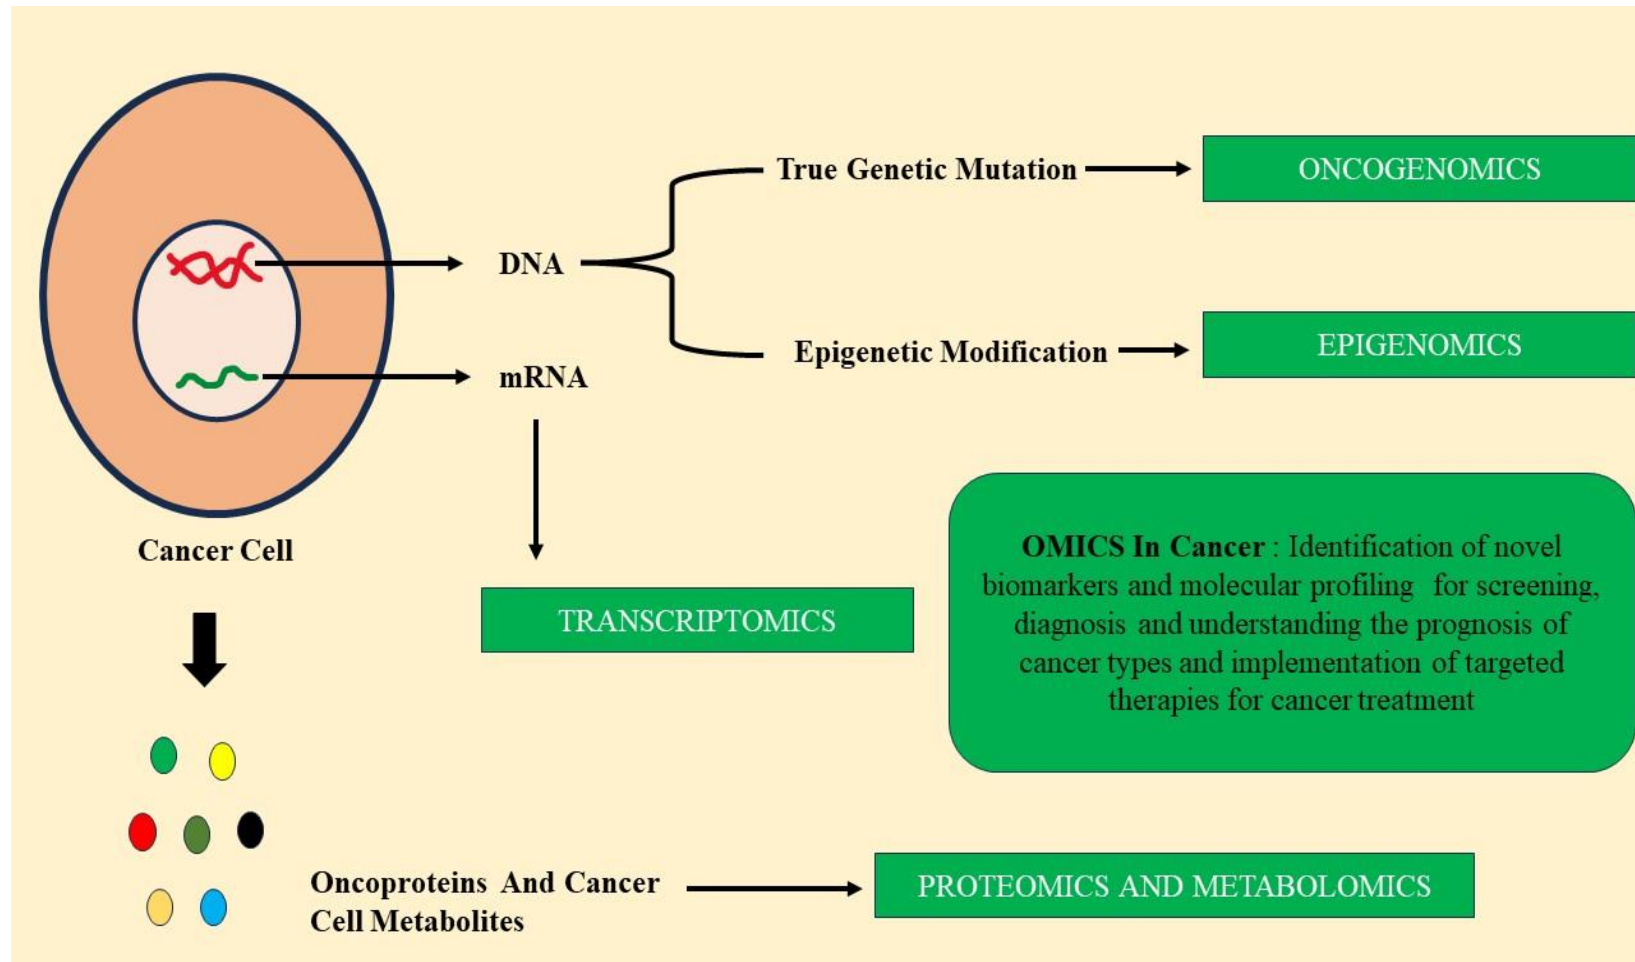 True Genetic Mutation
ONCOGENOMICS
DNA
Epigenetic Modification
EPIGENOMICS
mRNA
Cancer Cell
TRANSCRIPTOMICS
OMICS In Cancer : Identification of novel
biomarkers and molecular profiling for screening,
diagnosis and understanding the prognosis of
cancer types and implementation of targeted
therapies for cancer treatment
Oncoproteins And Cancer
Cell Metabolites
PROTEOMICS AND METABOLOMICS